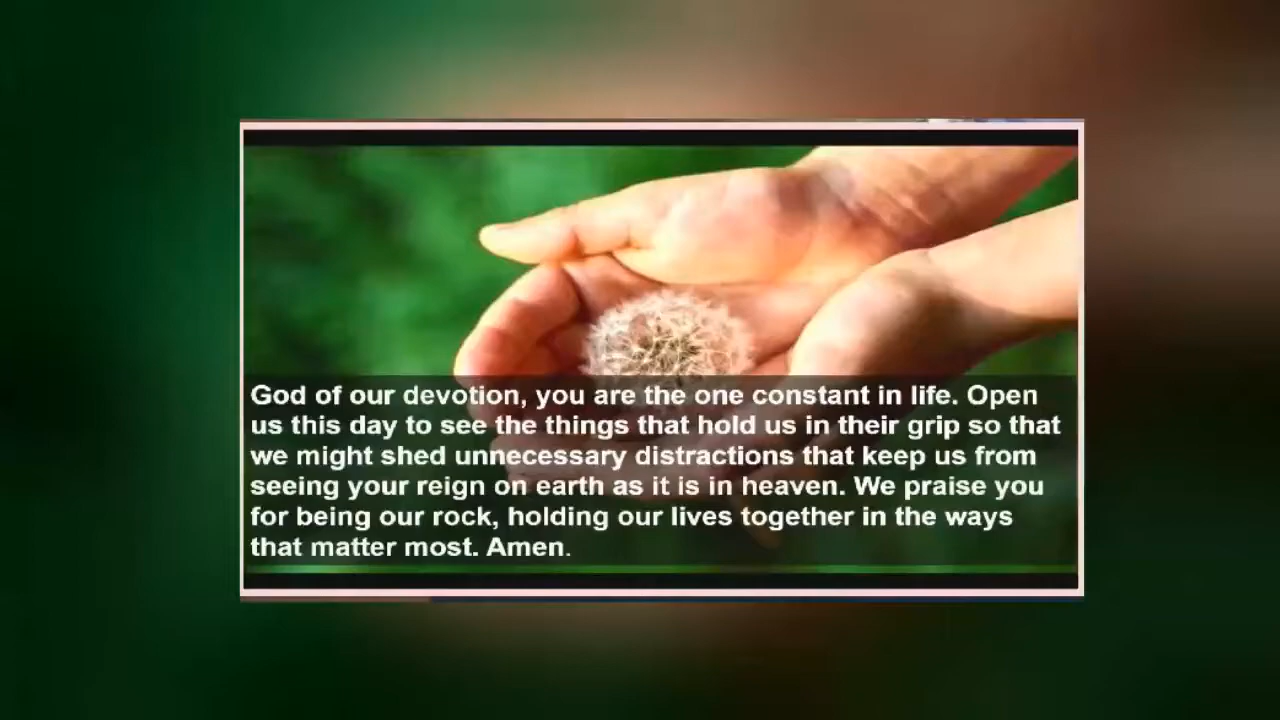 God of our devotion, you are the one constant in life. Open
us this day to see the things that hold us in their grip so that
we might shed unnecessary distractions that keep us from
seeing your reign on earth as it is in heaven. We praise you
for being our rock, holding our lives together in the ways
that matter most. Amen.